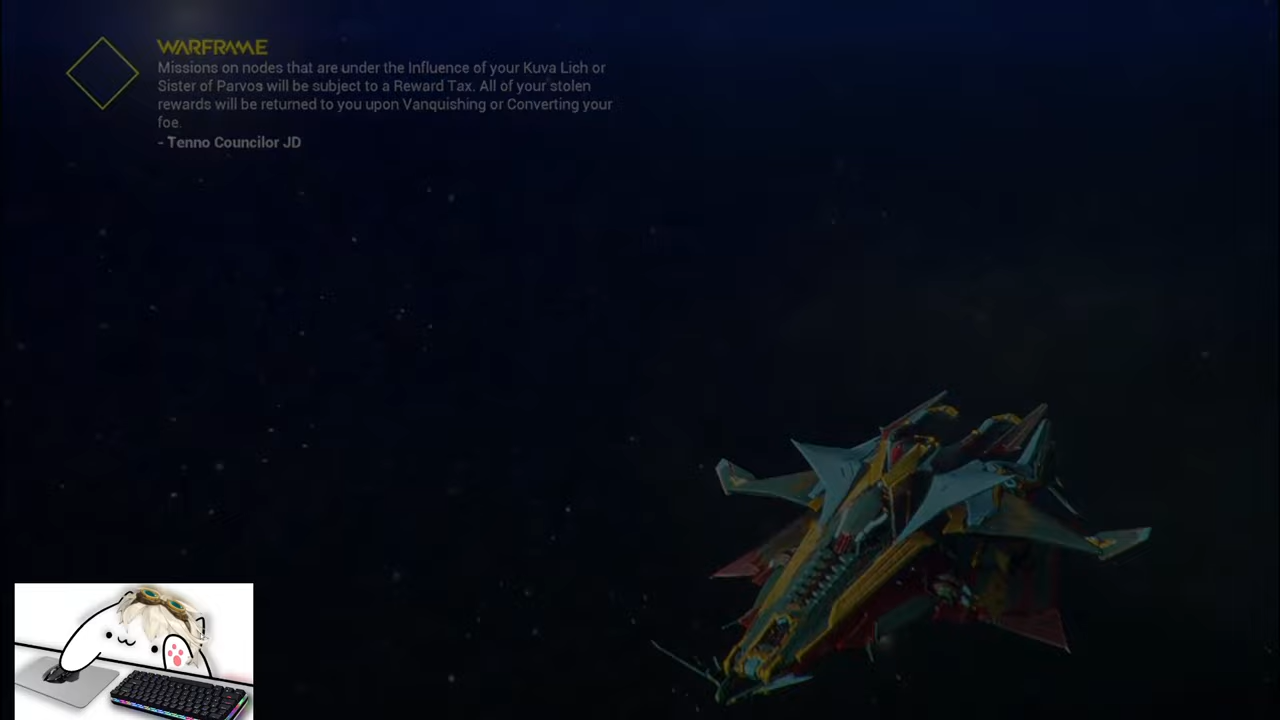 WARFRAME
Missions on nodes that are under the Influence of your Kuva Lich or
Sister of Parvos will be subject to a Reward Tax. All of your stolen
rewards will be returned to you upon Vanquishing or Converting your
foe.
- Tenno Councilor JD